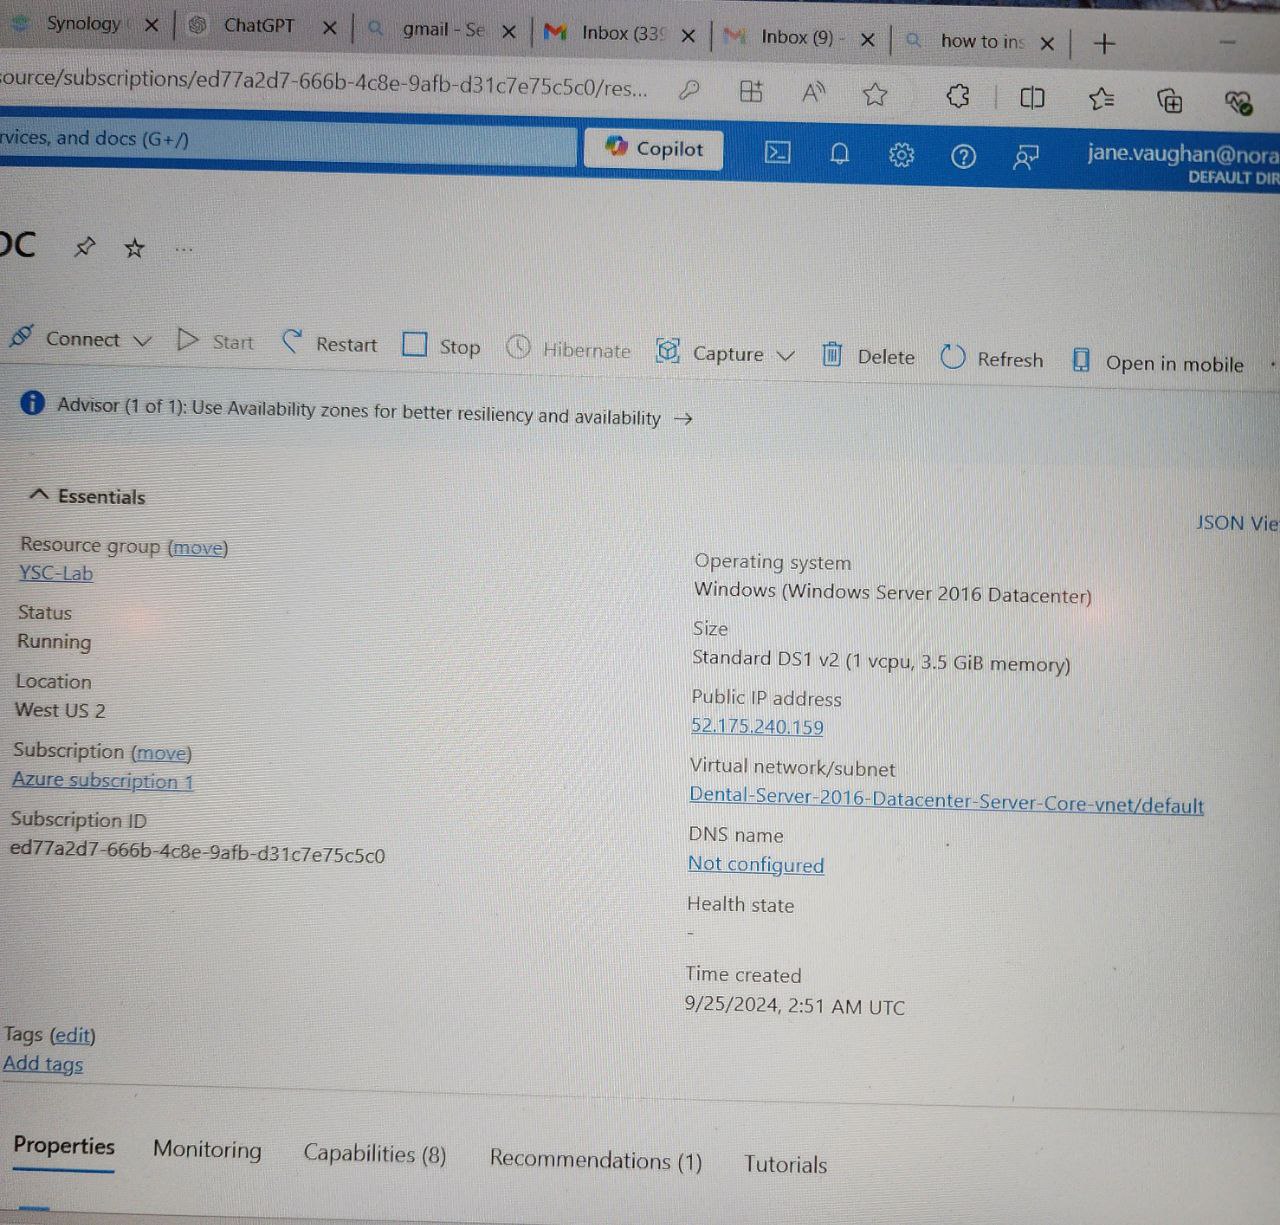 Synology
ChatGPT
gmail - Se
Inbox (339
Inbox (9) -
how to ins
source/subscriptions/ed77a2d7-666b-4c8e-9afb-d31c7e75c5c0/res...
rvices, and docs (G+/)
Copilot
jane.vaughan@nora
DEFAULT DIR
DC
...
Connect
Start
Restart
Stop
Hibernate
Capture
Delete
Refresh
Open in mobile
Advisor (1 of 1): Use Availability zones for better resiliency and availability →
Essentials
JSON Vie
Resource group (move)
YSC-Lab
Status
Running
Location
West US 2
Subscription (move)
Azure subscription 1
Subscription ID
ed77a2d7-666b-4c8e-9afb-d31c7e75c5c0
Operating system
Windows (Windows Server 2016 Datacenter)
Size
Standard DS1 v2 (1 vcpu, 3.5 GiB memory)
Public IP address
52.175.240.159
Virtual network/subnet
Dental-Server-2016-Datacenter-Server-Core-vnet/default
DNS name
Not configured
Health state
-
Time created
9/25/2024, 2:51 AM UTC
Tags (edit)
Add tags
Properties
Monitoring
Capabilities (8)
Recommendations (1)
Tutorials